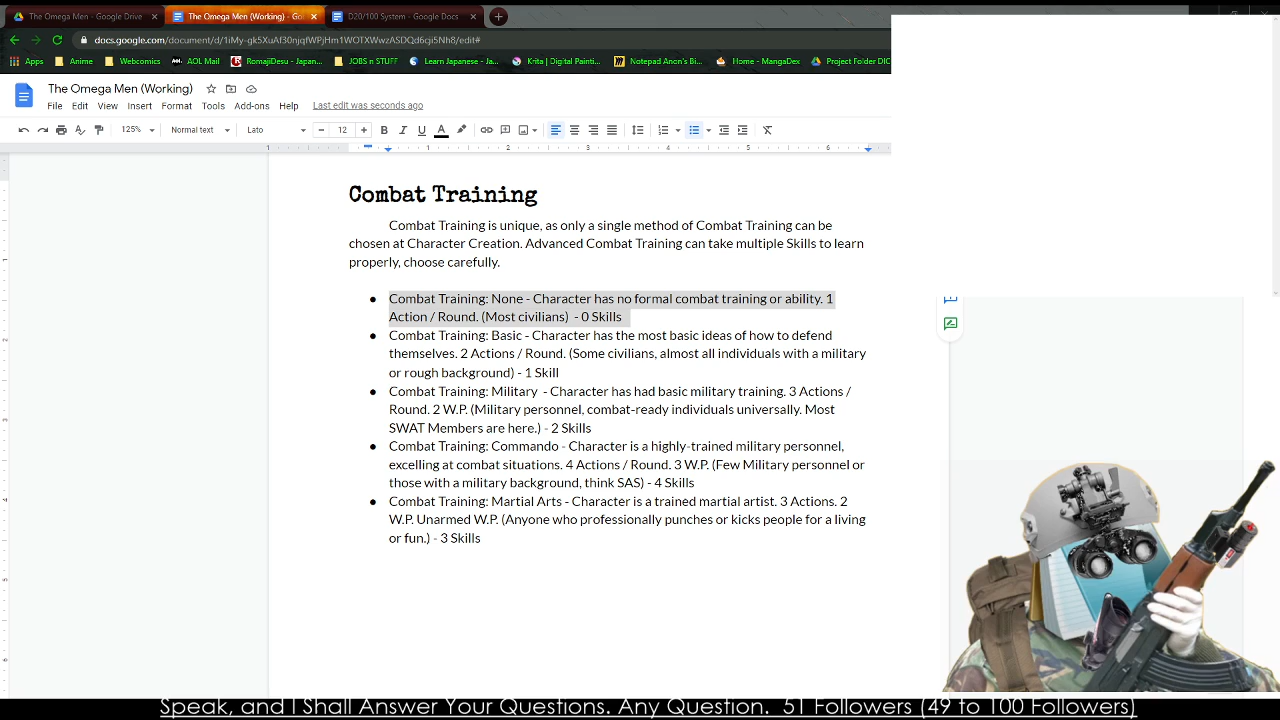 The Omega Men - Google Drive
The Omega Men (Working) - Go
D20/100 System - Google Docs
docs.google.com/document/d/1iMy-gk5XuAf30njqfWPjHm1WOTXWwzASDQd6cji5Nh8/edit#
Apps Anime Webcomics AOL Mail RomajiDesu - Japan... JOBS n STUFF Learn Japanese - Ja... Krita | Digital Painti... Notepad Anon's Bi... Home - MangaDex Project Folder DIC
The Omega Men (Working)
File Edit View Insert Format Tools Add-ons Help Last edit was seconds ago
125% Normal text Lato 12 B I U A
1 1 2 3 4 5 6
Combat Training
Combat Training is unique, as only a single method of Combat Training can be
chosen at Character Creation. Advanced Combat Training can take multiple Skills to learn
properly, choose carefully.
● Combat Training: None - Character has no formal combat training or ability. 1
Action / Round. (Most civilians) - 0 Skills
● Combat Training: Basic - Character has the most basic ideas of how to defend
themselves. 2 Actions / Round. (Some civilians, almost all individuals with a military
or rough background) - 1 Skill
● Combat Training: Military - Character has had basic military training. 3 Actions /
Round. 2 W.P. (Military personnel, combat-ready individuals universally. Most
SWAT Members are here.) - 2 Skills
● Combat Training: Commando - Character is a highly-trained military personnel,
excelling at combat situations. 4 Actions / Round. 3 W.P. (Few Military personnel or
those with a military background, think SAS) - 4 Skills
● Combat Training: Martial Arts - Character is a trained martial artist. 3 Actions. 2
W.P. Unarmed W.P. (Anyone who professionally punches or kicks people for a living
or fun.) - 3 Skills
Speak, and I Shall Answer Your Questions. Any Question. 51 Followers (49 to 100 Followers)